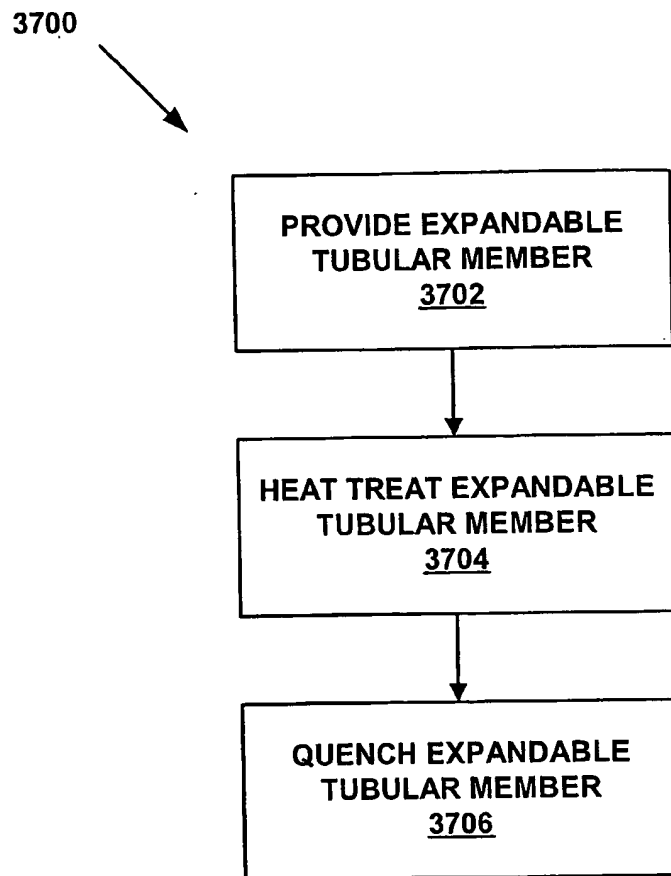 3700
PROVIDE EXPANDABLE
TUBULAR MEMBER
3702
HEAT TREAT EXPANDABLE
TUBULAR MEMBER
3704
QUENCH EXPANDABLE
TUBULAR MEMBER
3706